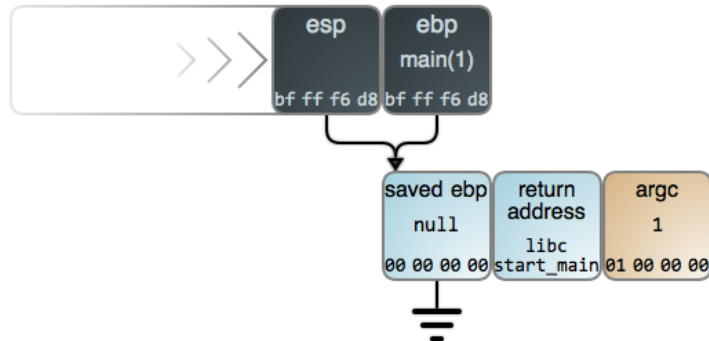 esp
bf ff f6 d8
ebp
main(1)
bf ff f6 d8
saved ebp
null
00 00 00 00
return
address
libc
start_main
argc
1
01 00 00 00